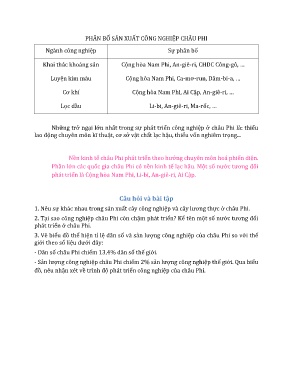 PHÂN BỐ SẢN XUẤT CÔNG NGHIỆP CHÂU PHI
Ngành công nghiệp Sự phân bố
Khai thác khoáng sản Cộng hòa Nam Phi, An-giê-ri, CHDC Công-gô, ...
Luyện kim màu Cộng hòa Nam Phi, Ca-mơ-run, Dăm-bi-a, ...
Cơ khí Cộng hòa Nam Phi, Ai Cập, An-giê-ri, ...
Lọc dầu Li-bi, An-giê-ri, Ma-rốc, ...
Những trở ngại lớn nhất trong sự phát triển công nghiệp ở châu Phi là: thiếu
lao động chuyên môn kĩ thuật, cơ sở vật chất lạc hậu, thiếu vốn nghiêm trọng...
Nền kinh tế châu Phi phát triển theo hướng chuyên môn hoá phiến diện.
Phần lớn các quốc gia châu Phi có nền kinh tế lạc hậu. Một số nước tương đối
phát triển là Cộng hòa Nam Phi, Li-bi, An-giê-ri, Ai Cập.
Câu hỏi và bài tập
1. Nêu sự khác nhau trong sản xuất cây công nghiệp và cây lương thực ở châu Phi.
2. Tại sao công nghiệp châu Phi còn chậm phát triển? Kể tên một số nước tương đối
phát triển ở châu Phi.
3. Vẽ biểu đồ thể hiện tỉ lệ dân số và sản lượng công nghiệp của châu Phi so với thế
giới theo số liệu dưới đây:
- Dân số châu Phi chiếm 13.4% dân số thế giới.
- Sản lượng công nghiệp châu Phi chiếm 2% sản lượng công nghiệp thế giới. Qua biểu
đồ, nêu nhận xét về trình độ phát triển công nghiệp của châu Phi.